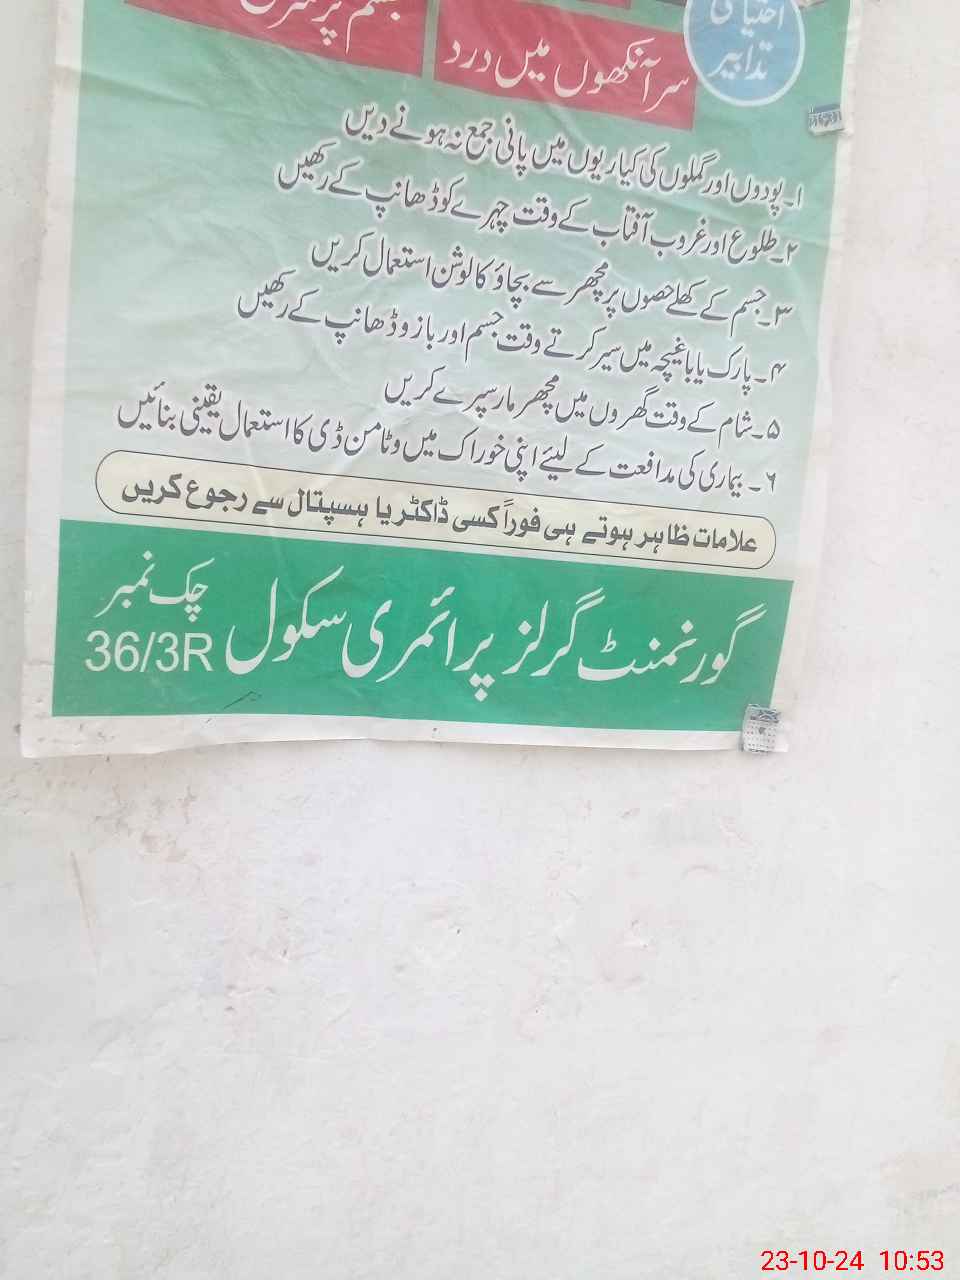 جسم پر سرخ
سر آنکھوں میں درد
احتیاطی
تدابیر
۱۔ پودوں اور گملوں کی کیاریوں میں پانی جمع نہ ہونے دیں
۲۔ طلوع اور غروب آفتاب کے وقت چہرے کو ڈھانپ کے رکھیں
۳۔ جسم کے کھلے حصوں پر مچھر سے بچاؤ کا لوشن استعمال کریں
۴۔ پارک یا باغیچہ میں سیر کرتے وقت جسم اور بازو ڈھانپ کے رکھیں
۵۔ شام کے وقت گھروں میں مچھر مار سپرے کریں
۶۔ بیماری کی مدافعت کے لیئے اپنی خوراک میں وٹامن ڈی کا استعمال یقینی بنائیں
علامات ظاہر ہوتے ہی فوراً کسی ڈاکٹر یا ہسپتال سے رجوع کریں
گورنمنٹ گرلز پرائمری سکول چک نمبر
36/3R
23-10-24 10:53